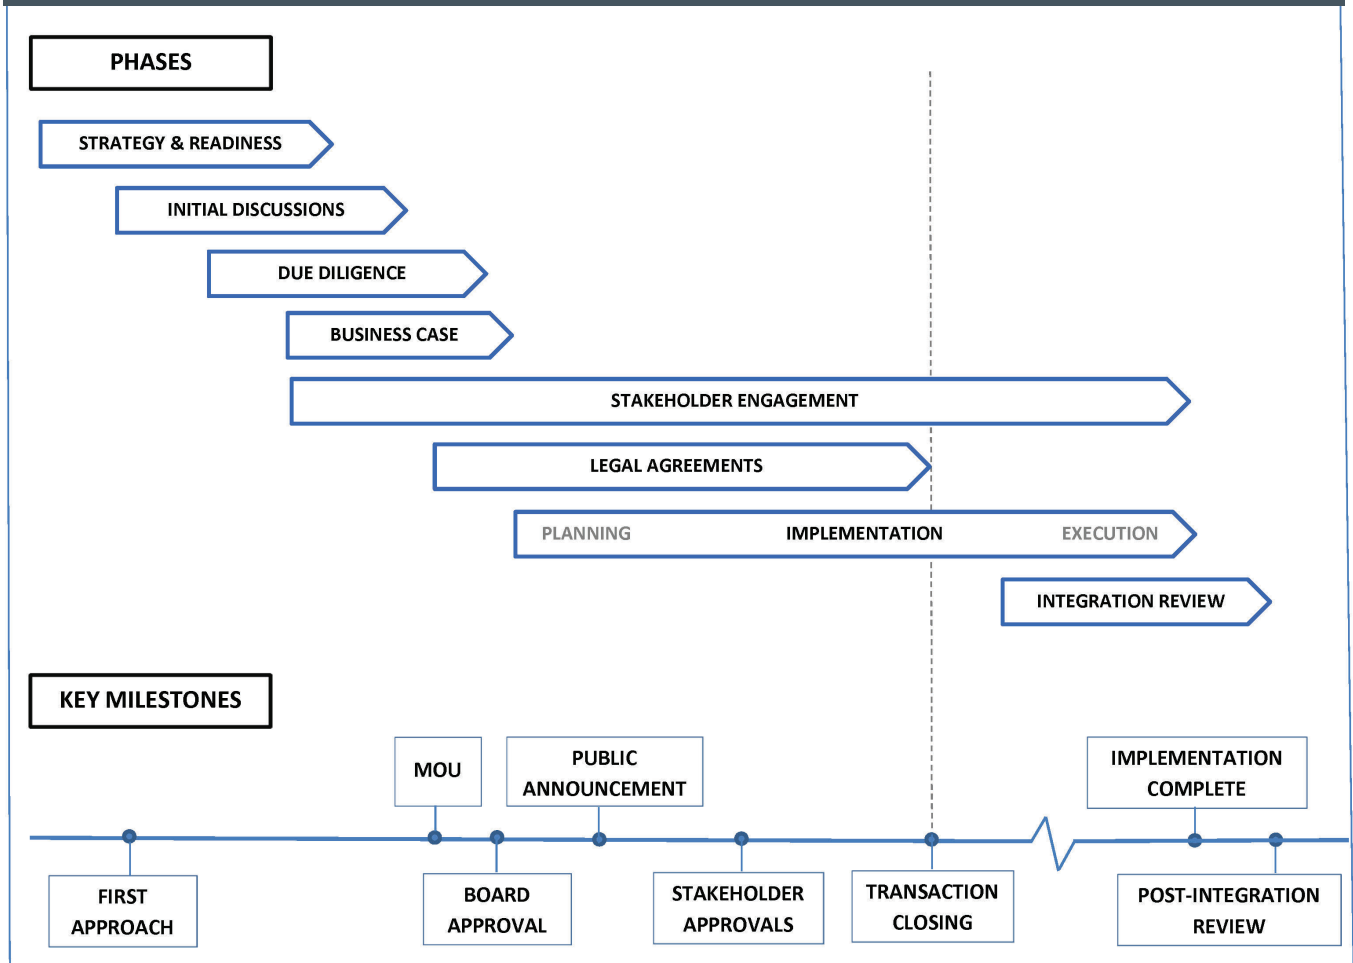 PHASES
STRATEGY & READINESS
INITIAL DISCUSSIONS
DUE DILIGENCE
BUSINESS CASE
STAKEHOLDER ENGAGEMENT
LEGAL AGREEMENTS
PLANNING IMPLEMENTATION EXECUTION
INTEGRATION REVIEW
KEY MILESTONES
MOU
PUBLIC
ANNOUNCEMENT
IMPLEMENTATION
COMPLETE
FIRST
APPROACH
BOARD
APPROVAL
STAKEHOLDER
APPROVALS
TRANSACTION
CLOSING
POST-INTEGRATION
REVIEW